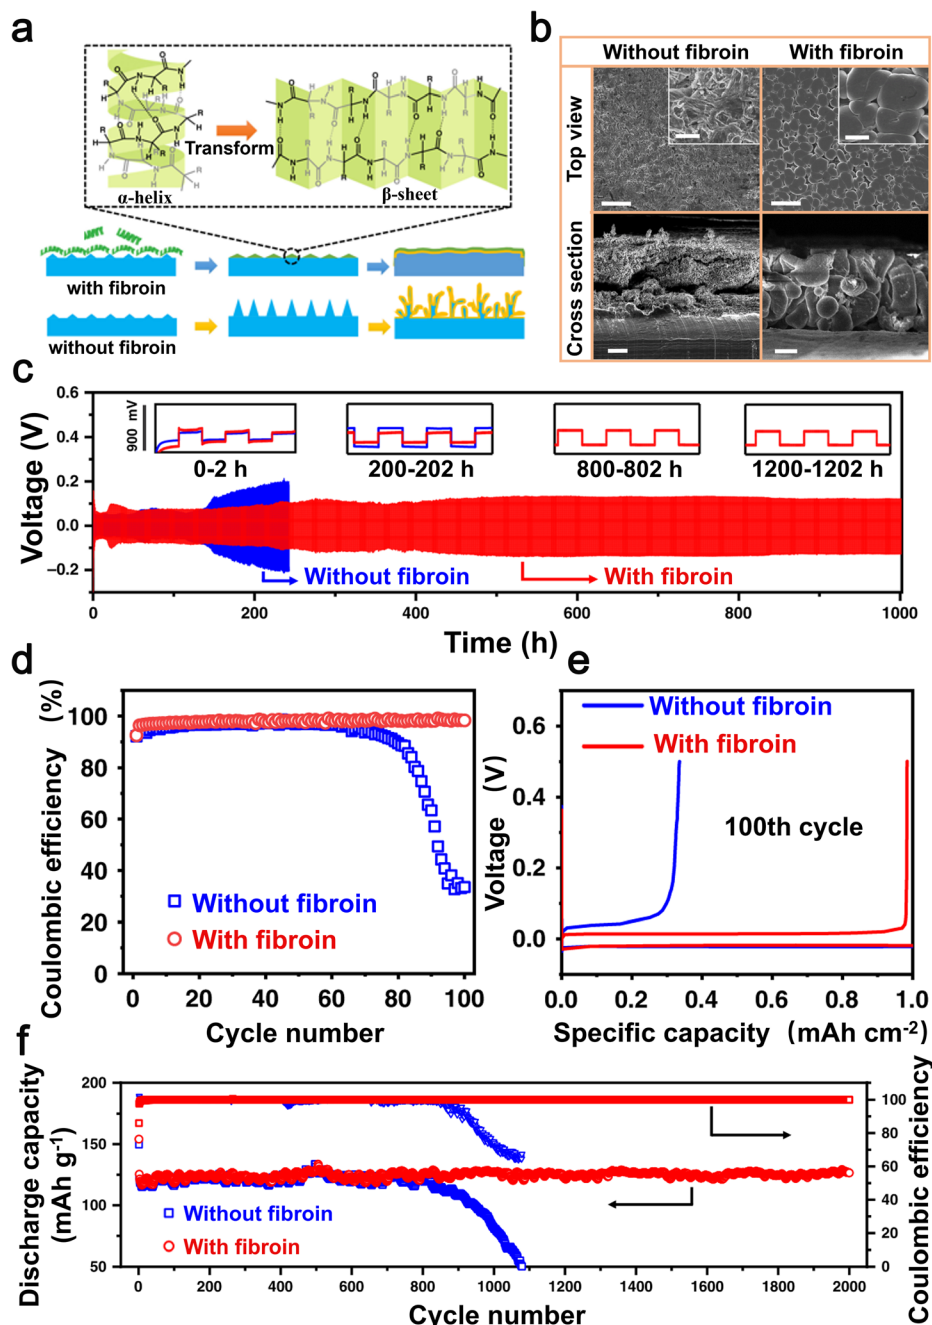 a
Transform
α-helix
β-sheet
with fibroin
without fibroin
b
Without fibroin
With fibroin
Top view
Cross section
c
Voltage (V)
0.6
0.4
0.2
0.0
−0.2
900 mV
0-2 h
200-202 h
800-802 h
1200-1202 h
Without fibroin
With fibroin
0
200
400
600
800
1000
Time (h)
d
Coulombic efficiency (%)
100
80
60
40
20
0
Without fibroin
With fibroin
0
20
40
60
80
100
Cycle number
e
Voltage (V)
0.6
0.4
0.2
0.0
Without fibroin
With fibroin
100th cycle
0.0
0.2
0.4
0.6
0.8
1.0
Specific capacity (mAh cm⁻²)
f
Discharge capacity
(mAh g⁻¹)
200
150
100
50
Without fibroin
With fibroin
100
80
60
40
20
0
Coulombic efficiency
0
200
400
600
800
1000
1200
1400
1600
1800
2000
Cycle number